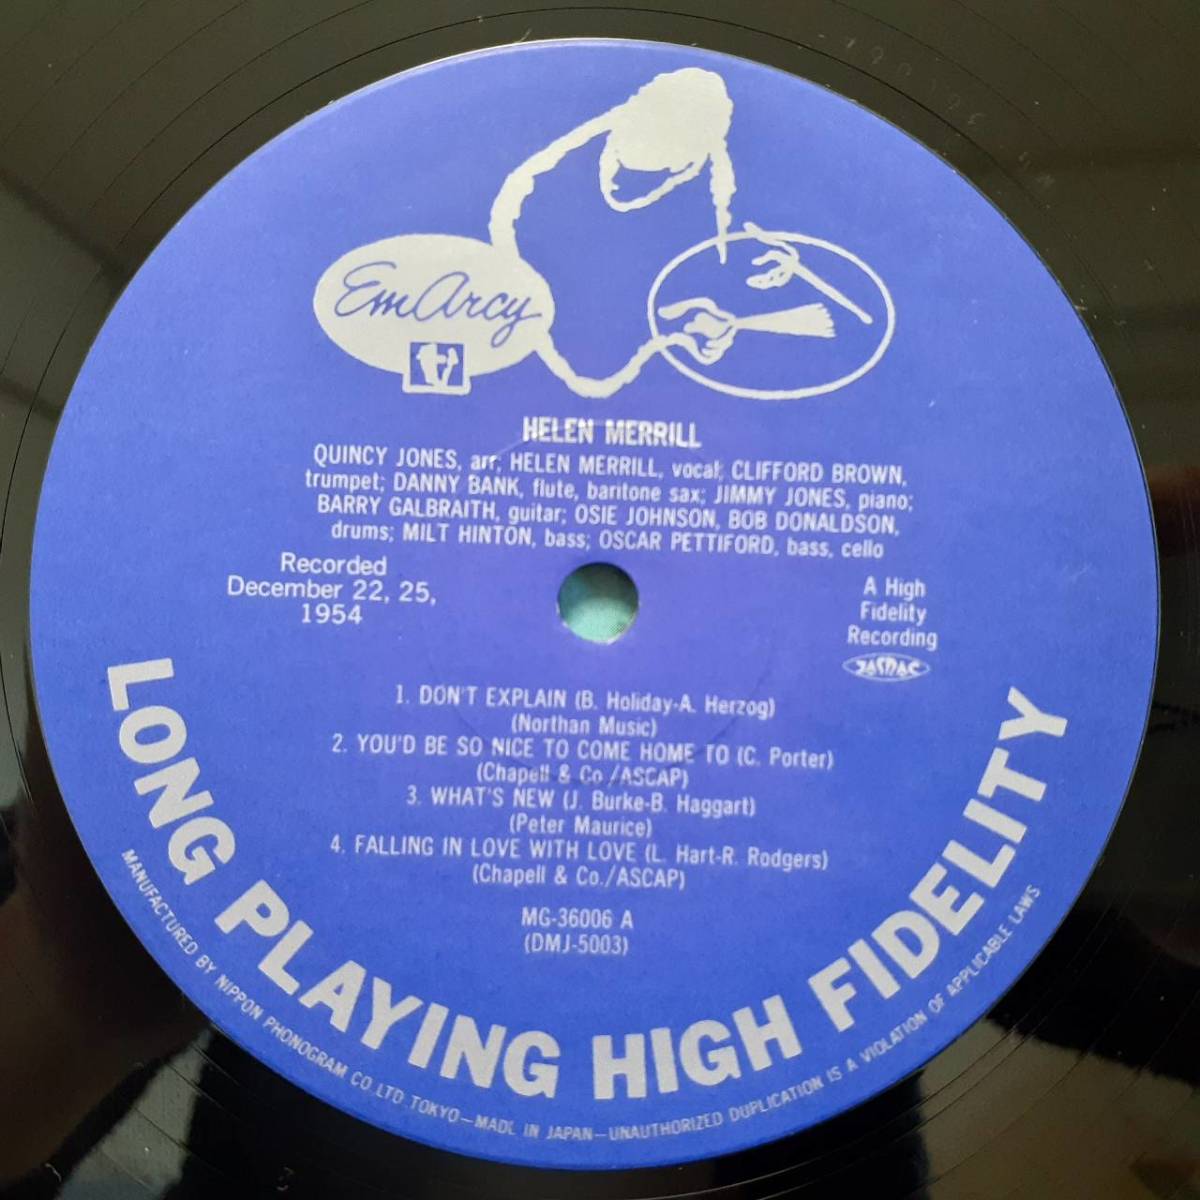 EmArcy
HELEN MERRILL
QUINCY JONES, arr; HELEN MERRILL, vocal; CLIFFORD BROWN,
trumpet; DANNY BANK, flute, baritone sax; JIMMY JONES, piano;
BARRY GALBRAITH, guitar; OSIE JOHNSON, BOB DONALDSON,
drums; MILT HINTON, bass; OSCAR PETTIFORD, bass, cello
Recorded
December 22, 25,
1954
A High
Fidelity
Recording
JASRAC
1. DON'T EXPLAIN (B. Holiday-A. Herzog)
(Northan Music)
2. YOU'D BE SO NICE TO COME HOME TO (C. Porter)
(Chapell & Co./ASCAP)
3. WHAT'S NEW (J. Burke-B. Haggart)
(Peter Maurice)
4. FALLING IN LOVE WITH LOVE (L. Hart-R. Rodgers)
(Chapell & Co./ASCAP)
MG-36006 A
(DMJ-5003)
LONG PLAYING HIGH FIDELITY
MANUFACTURED BY NIPPON PHONOGRAM CO. LTD. TOKYO—MADE IN JAPAN—UNAUTHORIZED DUPLICATION IS A VIOLATION OF APPLICABLE LAWS